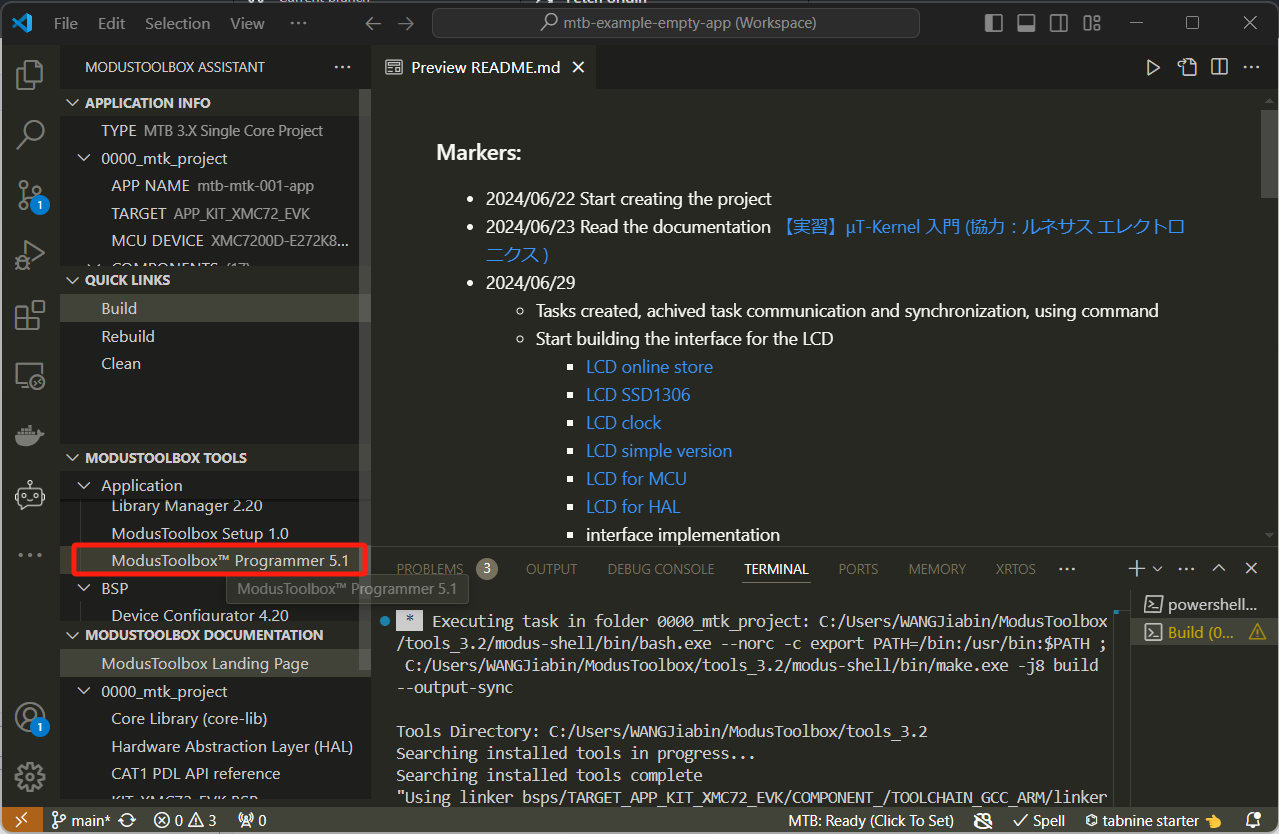 File Edit Selection View ··· mtb-example-empty-app (Workspace)
MODUSTOOLBOX ASSISTANT
Preview README.md
APPLICATION INFO
TYPE MTB 3.X Single Core Project
0000_mtk_project
APP NAME mtb-mtk-001-app
TARGET APP_KIT_XMC72_EVK
MCU DEVICE XMC7200D-E272K8...
COMPONENTS (17)
QUICK LINKS
Build
Rebuild
Clean
MODUSTOOLBOX TOOLS
Application
Library Manager 2.20
ModusToolbox Setup 1.0
ModusToolbox™ Programmer 5.1
BSP
ModusToolbox™ Programmer 5.1
Device Configurator 4.20
MODUSTOOLBOX DOCUMENTATION
ModusToolbox Landing Page
0000_mtk_project
Core Library (core-lib)
Hardware Abstraction Layer (HAL)
CAT1 PDL API reference
KIT_XMC72_EVK BSP
1
1
Markers:
2024/06/22 Start creating the project
2024/06/23 Read the documentation 【実習】μT-Kernel 入門 (協力：ルネサス エレクトロ
ニクス )
2024/06/29
Tasks created, achived task communication and synchronization, using command
Start building the interface for the LCD
LCD online store
LCD SSD1306
LCD clock
LCD simple version
LCD for MCU
LCD for HAL
interface implementation
PROBLEMS 3 OUTPUT DEBUG CONSOLE TERMINAL PORTS MEMORY XRTOS
* Executing task in folder 0000_mtk_project: C:/Users/WANGJiabin/ModusToolbox
/tools_3.2/modus-shell/bin/bash.exe --norc -c export PATH=/bin:/usr/bin:$PATH ;
C:/Users/WANGJiabin/ModusToolbox/tools_3.2/modus-shell/bin/make.exe -j8 build
--output-sync
Tools Directory: C:/Users/WANGJiabin/ModusToolbox/tools_3.2
Searching installed tools in progress...
Searching installed tools complete
"Using linker bsps/TARGET_APP_KIT_XMC72_EVK/COMPONENT_/TOOLCHAIN_GCC_ARM/linker
powershell...
Build (0...
main* 0 3 0 MTB: Ready (Click To Set) Spell tabnine starter